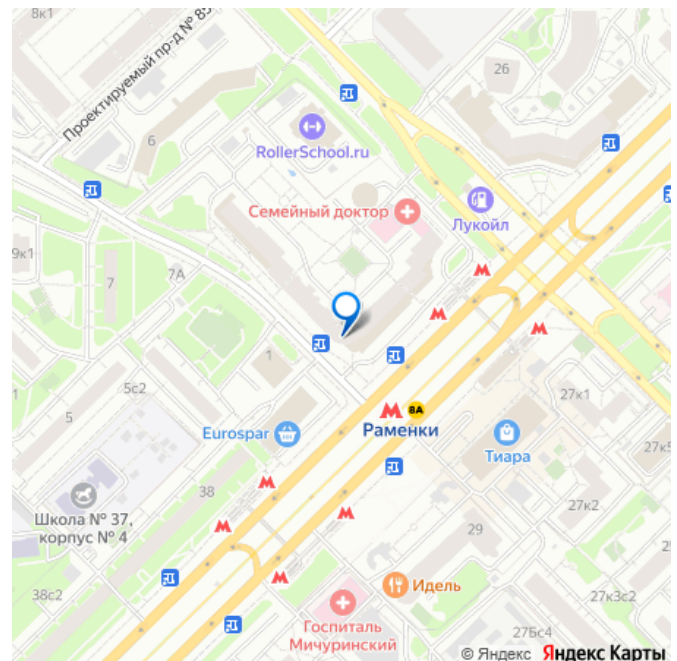 8к1
Проектируемый пр-д № 85
26
6
RollerSchool.ru
Семейный доктор
Лукойл
9к1
7
7А
1
5с2
5
8А
Раменки
27к1
Eurospar
Тиара
27к5
38
Школа № 37,
корпус № 4
27к2
29
25
38с2
Идель
27к3с2
Госпиталь
Мичуринский
27Бс4
© Яндекс Яндекс Карты